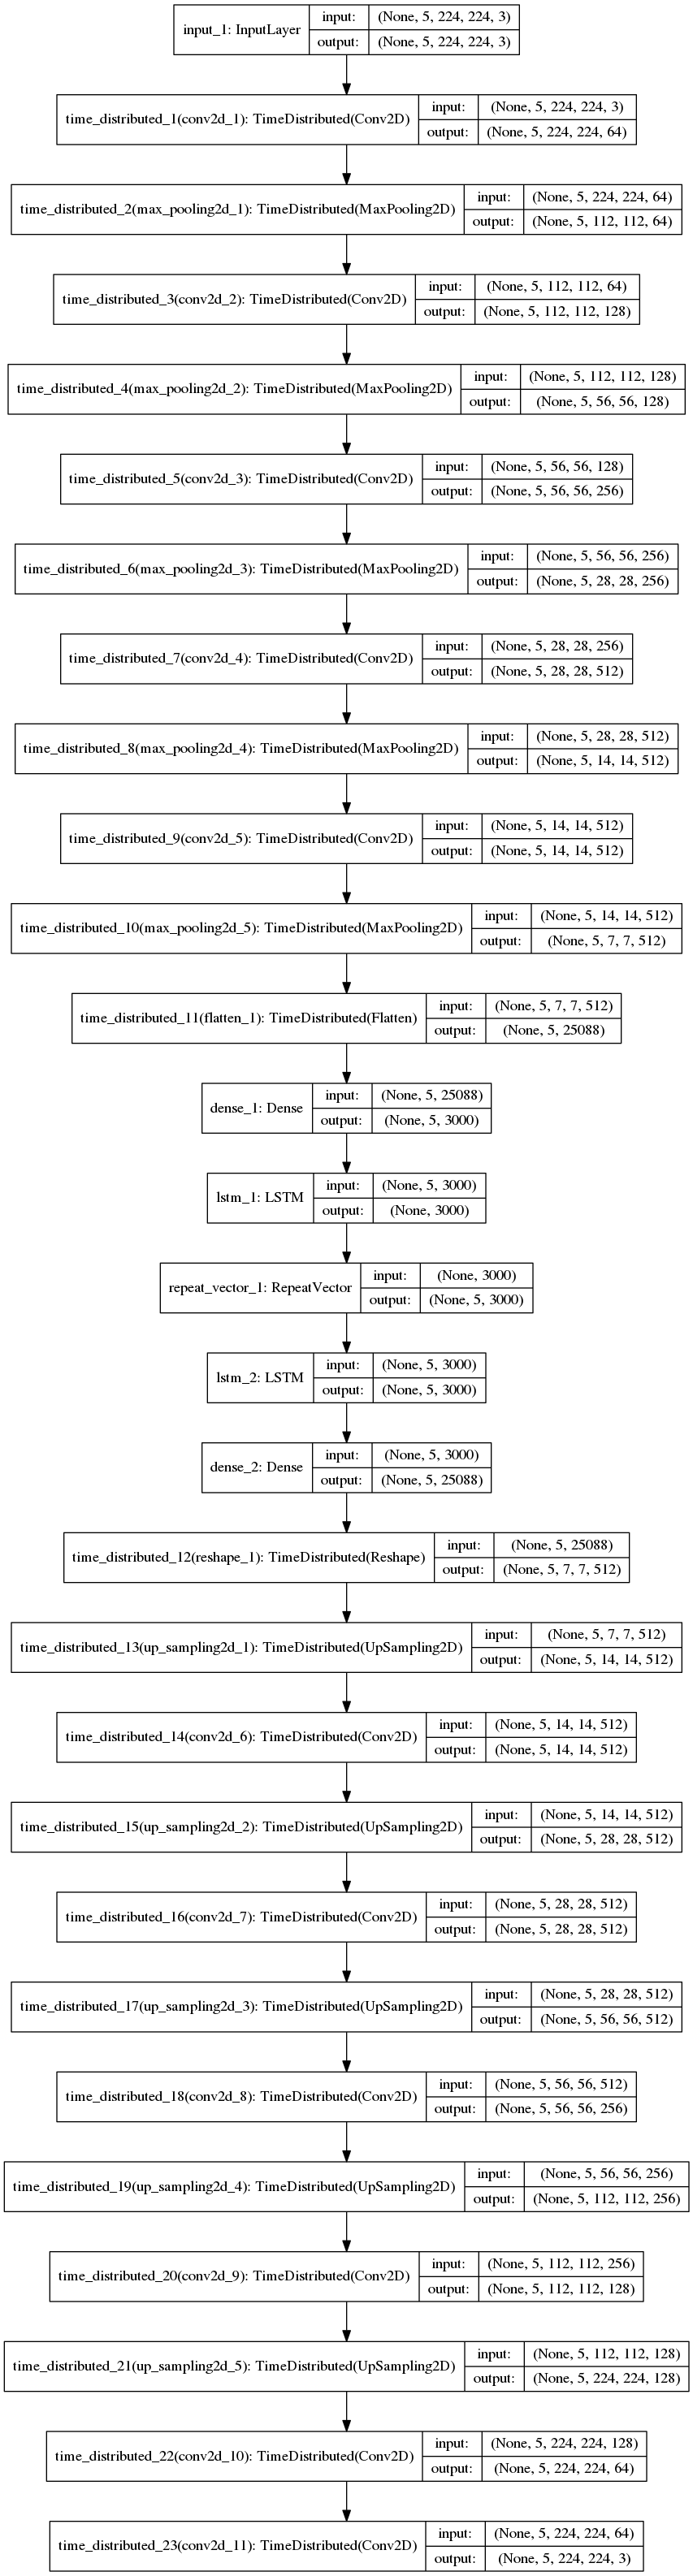 input_1: InputLayer
input: (None, 5, 224, 224, 3)
output: (None, 5, 224, 224, 3)
time_distributed_1(conv2d_1): TimeDistributed(Conv2D)
input: (None, 5, 224, 224, 3)
output: (None, 5, 224, 224, 64)
time_distributed_2(max_pooling2d_1): TimeDistributed(MaxPooling2D)
input: (None, 5, 224, 224, 64)
output: (None, 5, 112, 112, 64)
time_distributed_3(conv2d_2): TimeDistributed(Conv2D)
input: (None, 5, 112, 112, 64)
output: (None, 5, 112, 112, 128)
time_distributed_4(max_pooling2d_2): TimeDistributed(MaxPooling2D)
input: (None, 5, 112, 112, 128)
output: (None, 5, 56, 56, 128)
time_distributed_5(conv2d_3): TimeDistributed(Conv2D)
input: (None, 5, 56, 56, 128)
output: (None, 5, 56, 56, 256)
time_distributed_6(max_pooling2d_3): TimeDistributed(MaxPooling2D)
input: (None, 5, 56, 56, 256)
output: (None, 5, 28, 28, 256)
time_distributed_7(conv2d_4): TimeDistributed(Conv2D)
input: (None, 5, 28, 28, 256)
output: (None, 5, 28, 28, 512)
time_distributed_8(max_pooling2d_4): TimeDistributed(MaxPooling2D)
input: (None, 5, 28, 28, 512)
output: (None, 5, 14, 14, 512)
time_distributed_9(conv2d_5): TimeDistributed(Conv2D)
input: (None, 5, 14, 14, 512)
output: (None, 5, 14, 14, 512)
time_distributed_10(max_pooling2d_5): TimeDistributed(MaxPooling2D)
input: (None, 5, 14, 14, 512)
output: (None, 5, 7, 7, 512)
time_distributed_11(flatten_1): TimeDistributed(Flatten)
input: (None, 5, 7, 7, 512)
output: (None, 5, 25088)
dense_1: Dense
input: (None, 5, 25088)
output: (None, 5, 3000)
lstm_1: LSTM
input: (None, 5, 3000)
output: (None, 3000)
repeat_vector_1: RepeatVector
input: (None, 3000)
output: (None, 5, 3000)
lstm_2: LSTM
input: (None, 5, 3000)
output: (None, 5, 3000)
dense_2: Dense
input: (None, 5, 3000)
output: (None, 5, 25088)
time_distributed_12(reshape_1): TimeDistributed(Reshape)
input: (None, 5, 25088)
output: (None, 5, 7, 7, 512)
time_distributed_13(up_sampling2d_1): TimeDistributed(UpSampling2D)
input: (None, 5, 7, 7, 512)
output: (None, 5, 14, 14, 512)
time_distributed_14(conv2d_6): TimeDistributed(Conv2D)
input: (None, 5, 14, 14, 512)
output: (None, 5, 14, 14, 512)
time_distributed_15(up_sampling2d_2): TimeDistributed(UpSampling2D)
input: (None, 5, 14, 14, 512)
output: (None, 5, 28, 28, 512)
time_distributed_16(conv2d_7): TimeDistributed(Conv2D)
input: (None, 5, 28, 28, 512)
output: (None, 5, 28, 28, 512)
time_distributed_17(up_sampling2d_3): TimeDistributed(UpSampling2D)
input: (None, 5, 28, 28, 512)
output: (None, 5, 56, 56, 512)
time_distributed_18(conv2d_8): TimeDistributed(Conv2D)
input: (None, 5, 56, 56, 512)
output: (None, 5, 56, 56, 256)
time_distributed_19(up_sampling2d_4): TimeDistributed(UpSampling2D)
input: (None, 5, 56, 56, 256)
output: (None, 5, 112, 112, 256)
time_distributed_20(conv2d_9): TimeDistributed(Conv2D)
input: (None, 5, 112, 112, 256)
output: (None, 5, 112, 112, 128)
time_distributed_21(up_sampling2d_5): TimeDistributed(UpSampling2D)
input: (None, 5, 112, 112, 128)
output: (None, 5, 224, 224, 128)
time_distributed_22(conv2d_10): TimeDistributed(Conv2D)
input: (None, 5, 224, 224, 128)
output: (None, 5, 224, 224, 64)
time_distributed_23(conv2d_11): TimeDistributed(Conv2D)
input: (None, 5, 224, 224, 64)
output: (None, 5, 224, 224, 3)